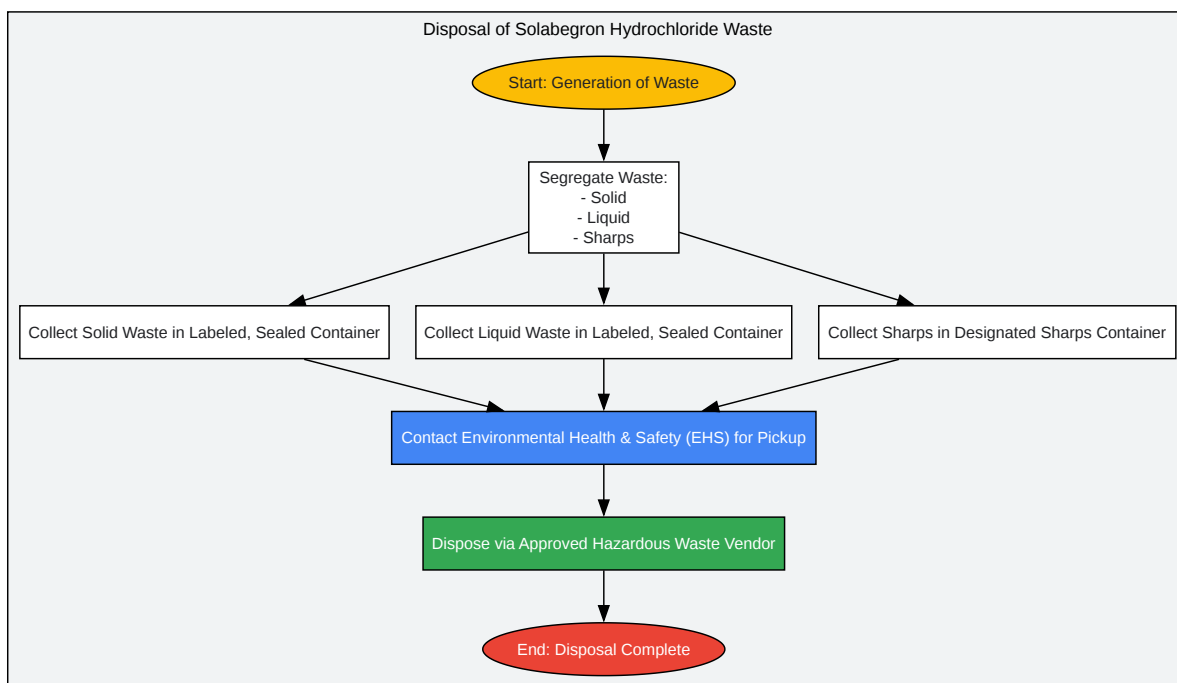 Disposal of Solabegron Hydrochloride Waste
Start: Generation of Waste
Segregate Waste:
- Solid
- Liquid
- Sharps
Collect Solid Waste in Labeled, Sealed Container
Collect Liquid Waste in Labeled, Sealed Container
Collect Sharps in Designated Sharps Container
Contact Environmental Health & Safety (EHS) for Pickup
Dispose via Approved Hazardous Waste Vendor
End: Disposal Complete